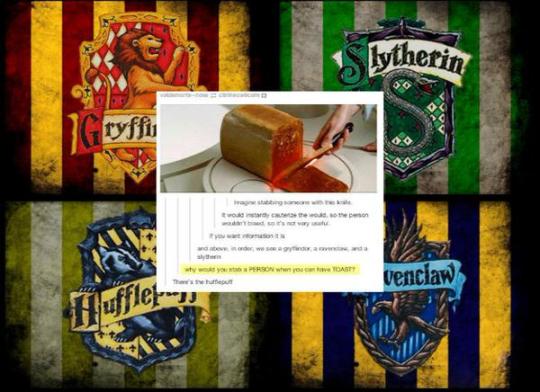 Slytherin
Gryffin
Imagine stabbing someone with this knife.
It would instantly cauterize the would, so the person
wouldn't bleed, so it's not very useful.
if you want information it is
and above, in order, we see a gryffindor, a ravenclaw, and a
slytherin
why would you stab a PERSON when you can have TOAST?
There's the hufflepuff
Hufflepuff
venclaw